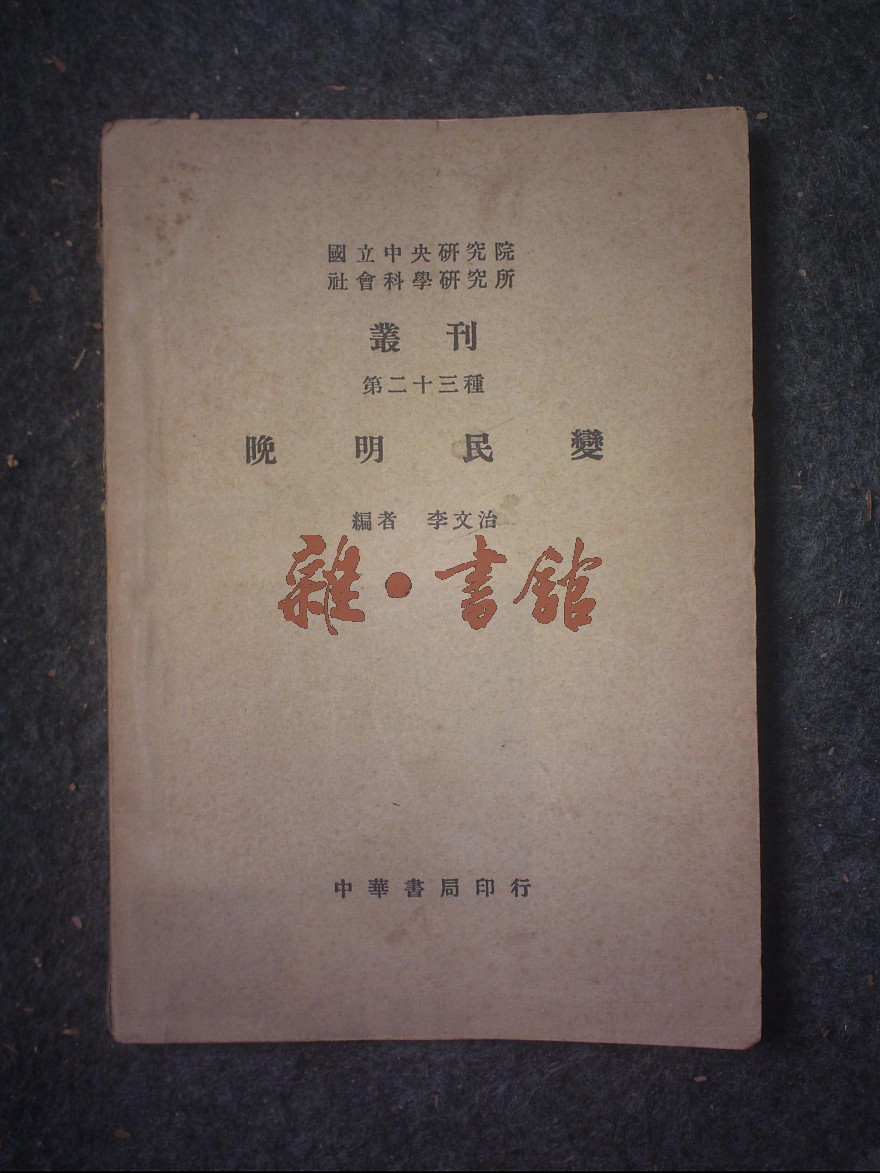 國立中央研究院
社會科學研究所
叢刊
第二十三種
晚明民變
編者 李文治
雜·書館
中華書局印行